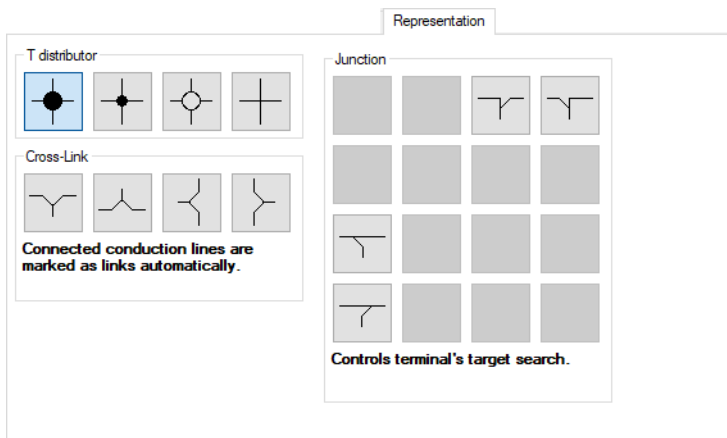 Representation
T distributor
Cross-Link
Connected conduction lines are
marked as links automatically.
Junction
Controls terminal's target search.